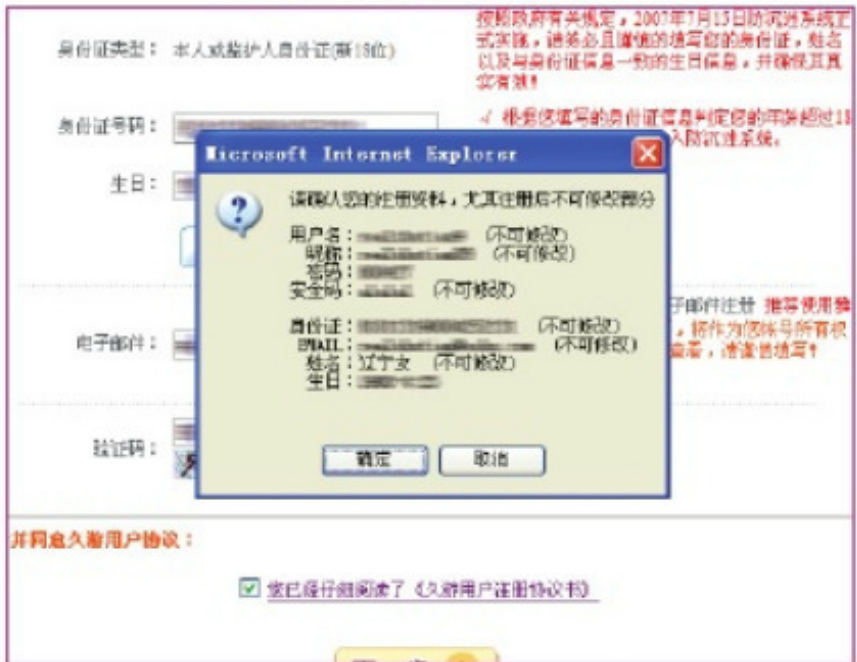 按照政府有关规定，2007年7月15日防沉迷系统正
式实施，请务必且谨慎的填写您的身份证，姓名
以及与身份证信息一致的生日信息，并确保其真
实有效！
身份证类型： 本人或监护人身份证(新18位)
√ 根据您填写的身份证信息判定您的年龄超过18
入防沉迷系统。
身份证号码：
生日：
Microsoft Internet Explorer
请确认您的注册资料，尤其注册后不可修改部分
用户名： (不可修改)
昵称： (不可修改)
密码：
安全码： (不可修改)
身份证： (不可修改)
EMAIL： (不可修改)
姓名：辽宁女 (不可修改)
生日：
确定 取消
子邮件注册 推荐使用雅
，将作为您帐号所有权
查看，请谨慎填写！
电子邮件：
验证码：
并同意久游用户协议：
您已经仔细阅读了《久游用户注册协议书》